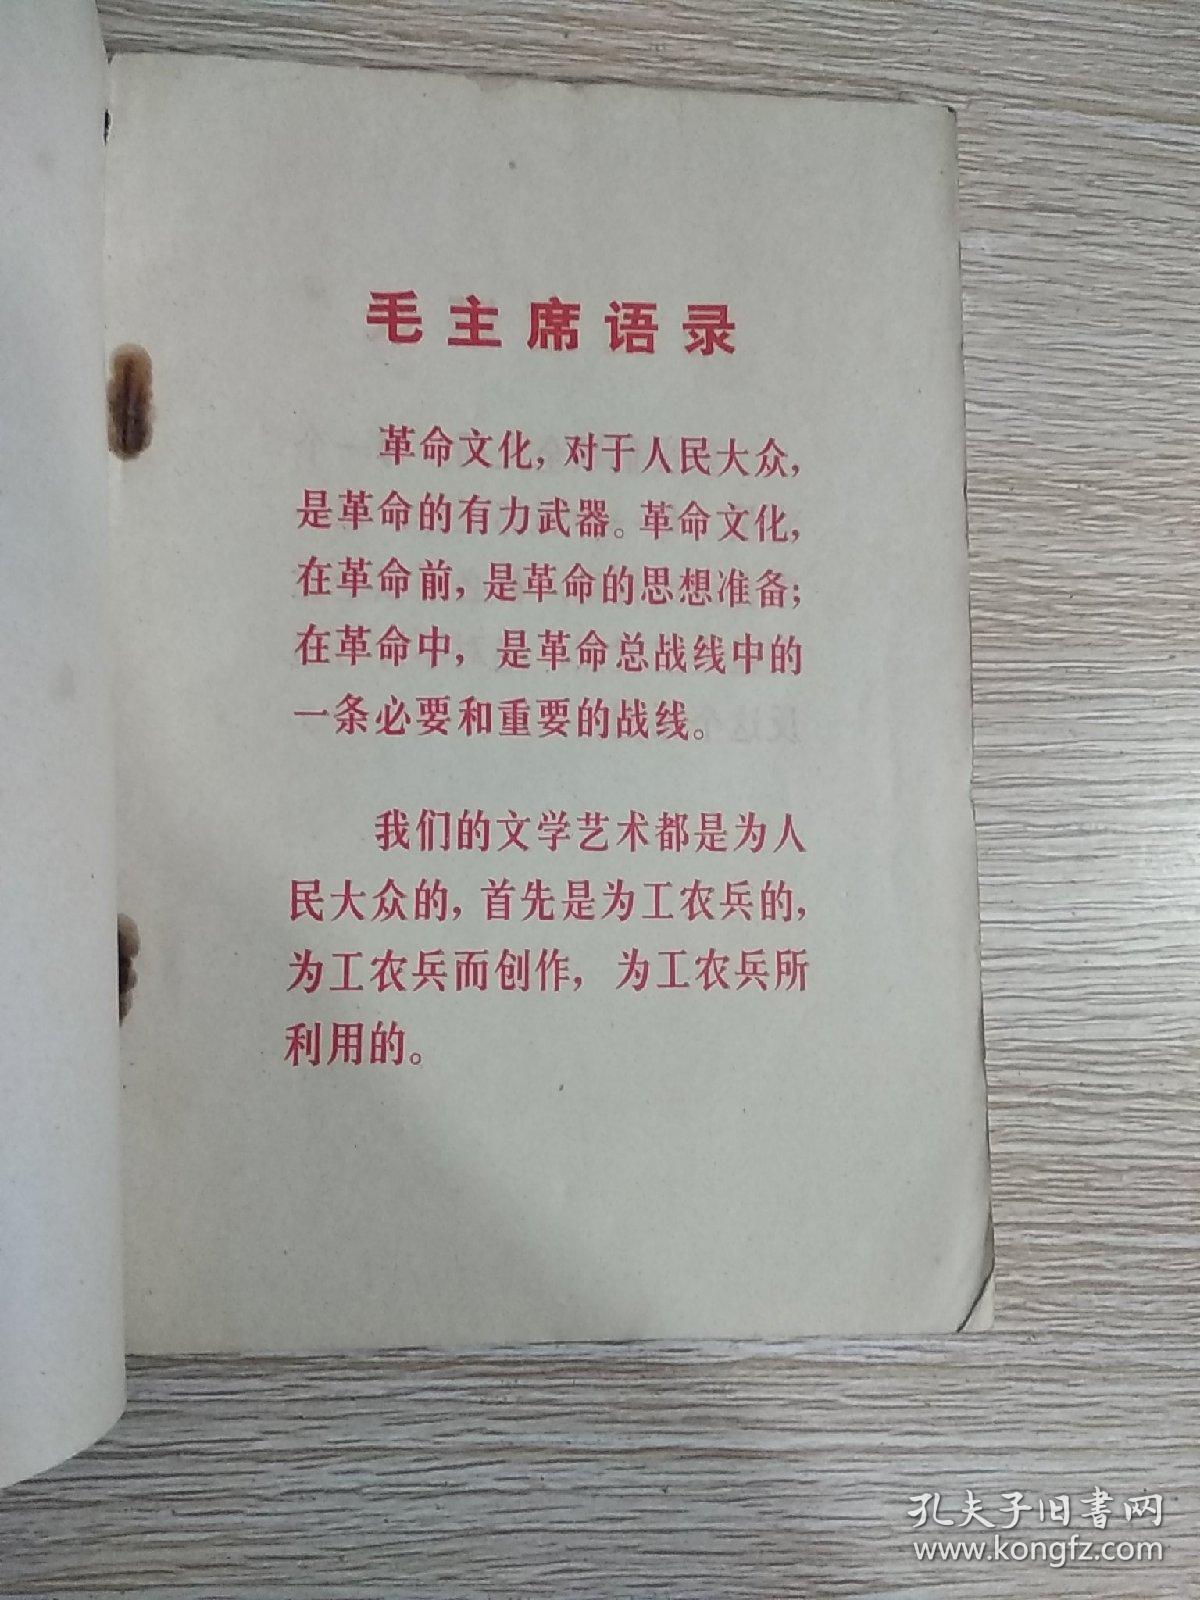 毛主席语录
革命文化，对于人民大众，
是革命的有力武器。革命文化，
在革命前，是革命的思想准备；
在革命中，是革命总战线中的
一条必要和重要的战线。
我们的文学艺术都是为人
民大众的，首先是为工农兵的，
为工农兵而创作，为工农兵所
利用的。
孔夫子旧书网
www.kongfz.com